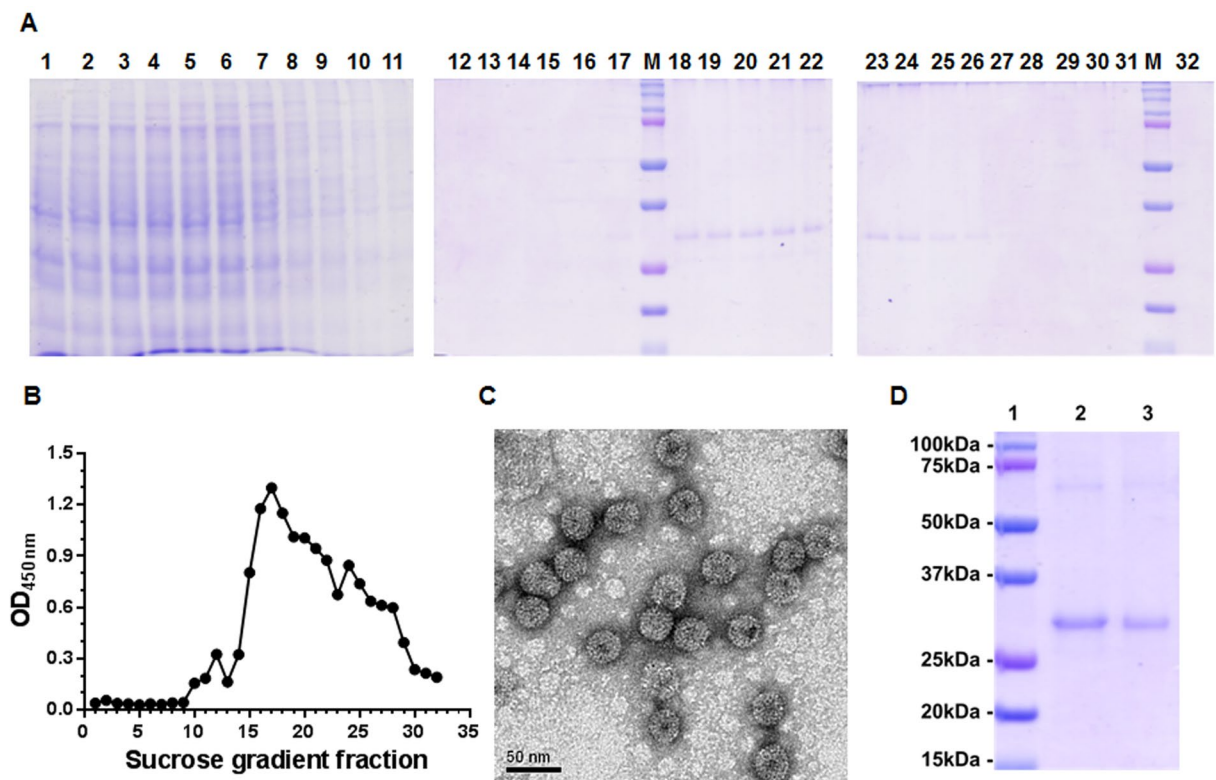 A
1 2 3 4 5 6 7 8 9 10 11 12 13 14 15 16 17 M 18 19 20 21 22 23 24 25 26 27 28 29 30 31 M 32
B
1.5
1.2
0.9
0.6
0.3
0.0
OD450nm
0 5 10 15 20 25 30 35
Sucrose gradient fraction
C
50 nm
D
1 2 3
100kDa -
75kDa -
50kDa -
37kDa -
25kDa -
20kDa -
15kDa -